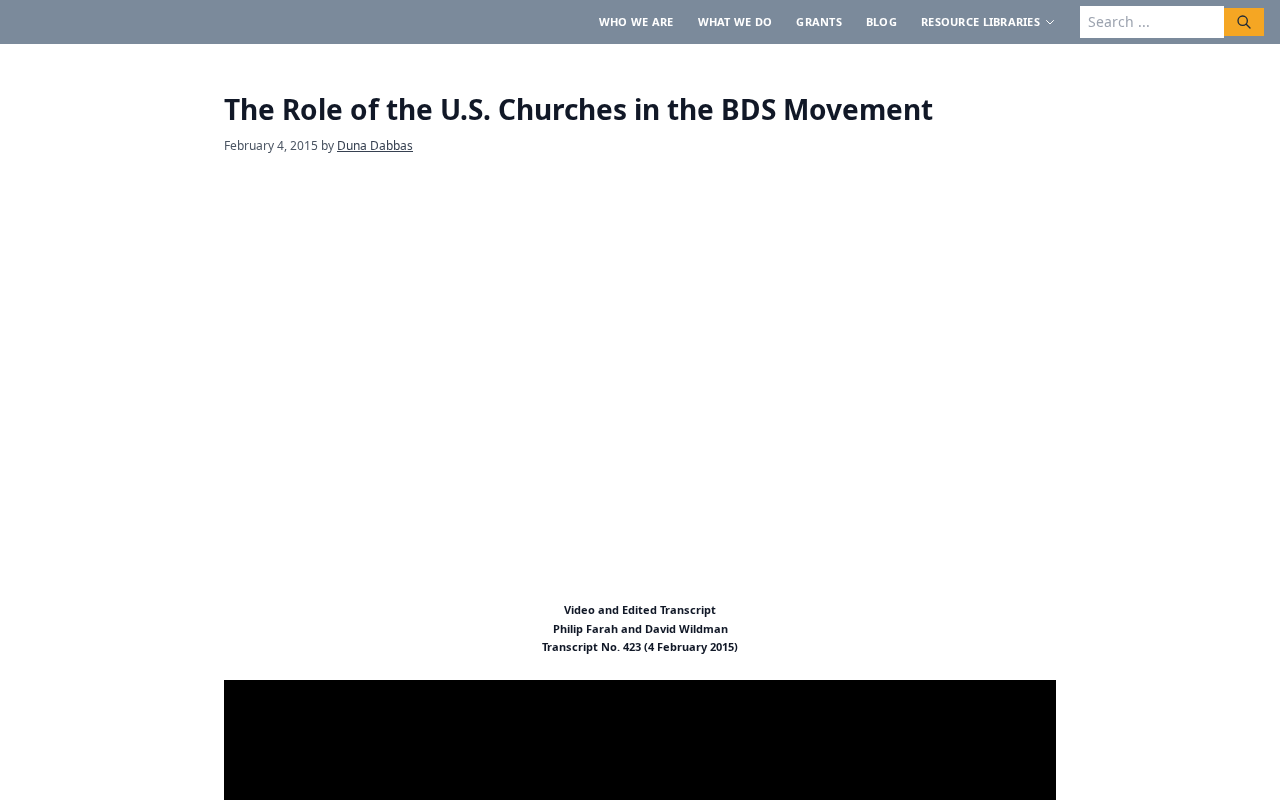 WHO WE ARE WHAT WE DO GRANTS BLOG RESOURCE LIBRARIES Search ...
The Role of the U.S. Churches in the BDS Movement
February 4, 2015 by Duna Dabbas
Video and Edited Transcript
Philip Farah and David Wildman
Transcript No. 423 (4 February 2015)